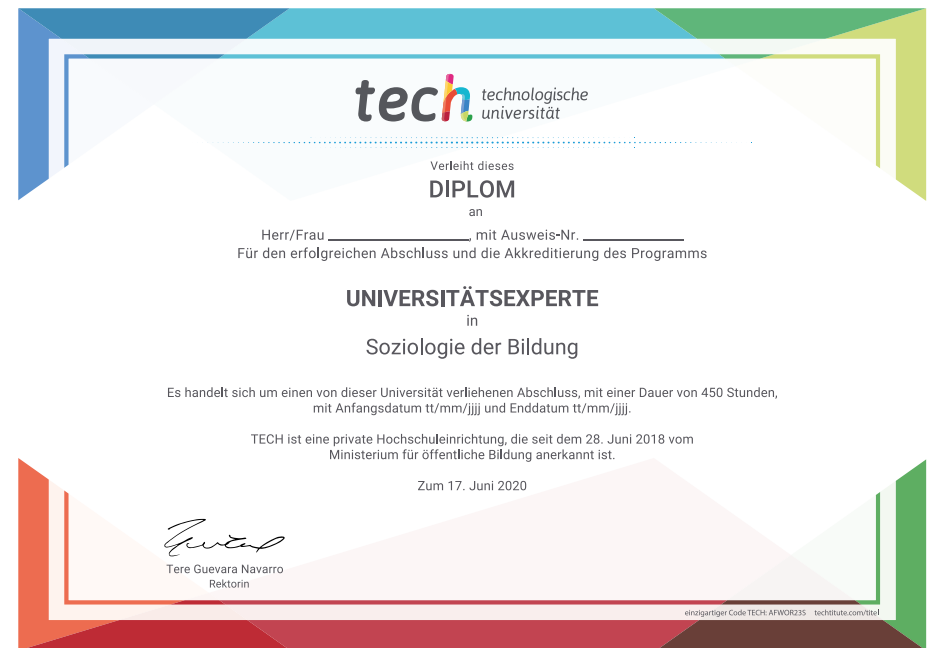 tech technologische
universität
Verleiht dieses
DIPLOM
an
Herr/Frau ____________________, mit Ausweis-Nr. ______________
Für den erfolgreichen Abschluss und die Akkreditierung des Programms
UNIVERSITÄTSEXPERTE
in
Soziologie der Bildung
Es handelt sich um einen von dieser Universität verliehenen Abschluss, mit einer Dauer von 450 Stunden,
mit Anfangsdatum tt/mm/jjjj und Enddatum tt/mm/jjjj.
TECH ist eine private Hochschuleinrichtung, die seit dem 28. Juni 2018 vom
Ministerium für öffentliche Bildung anerkannt ist.
Zum 17. Juni 2020
Tere Guevara Navarro
Rektorin
einzigartiger Code TECH: AFWOR235 techtitute.com/titel